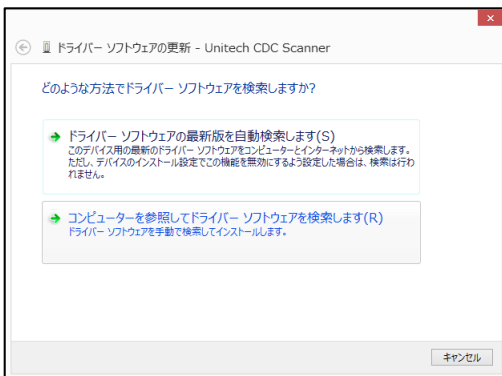 ドライバー ソフトウェアの更新 - Unitech CDC Scanner
どのような方法でドライバー ソフトウェアを検索しますか?
ドライバー ソフトウェアの最新版を自動検索します(S)
このデバイス用の最新のドライバー ソフトウェアをコンピューターとインターネットから検索します。
ただし、デバイスのインストール設定でこの機能を無効にするよう設定した場合は、検索は行わ
れません。
コンピューターを参照してドライバー ソフトウェアを検索します(R)
ドライバー ソフトウェアを手動で検索してインストールします。
キャンセル